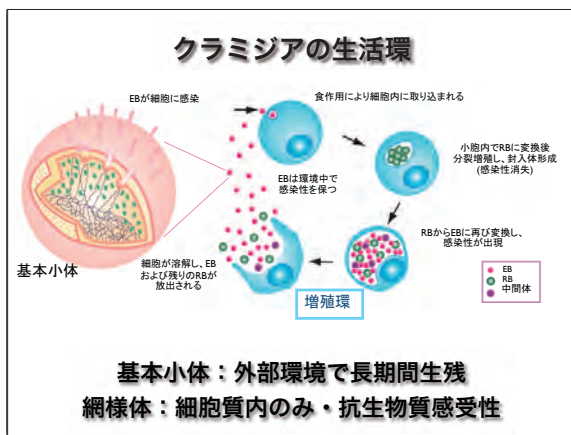 クラミジアの生活環
EBが細胞に感染
食作用により細胞内に取り込まれる
小胞内でRBに変換後
分裂増殖し、封入体形成
(感染性消失)
EBは環境中で
感染性を保つ
RBからEBに再び変換し、
感染性が出現
基本小体
細胞が溶解し、EB
および残りのRBが
放出される
増殖環
EB
RB
中間体
基本小体：外部環境で長期間生残
網様体：細胞質内のみ・抗生物質感受性